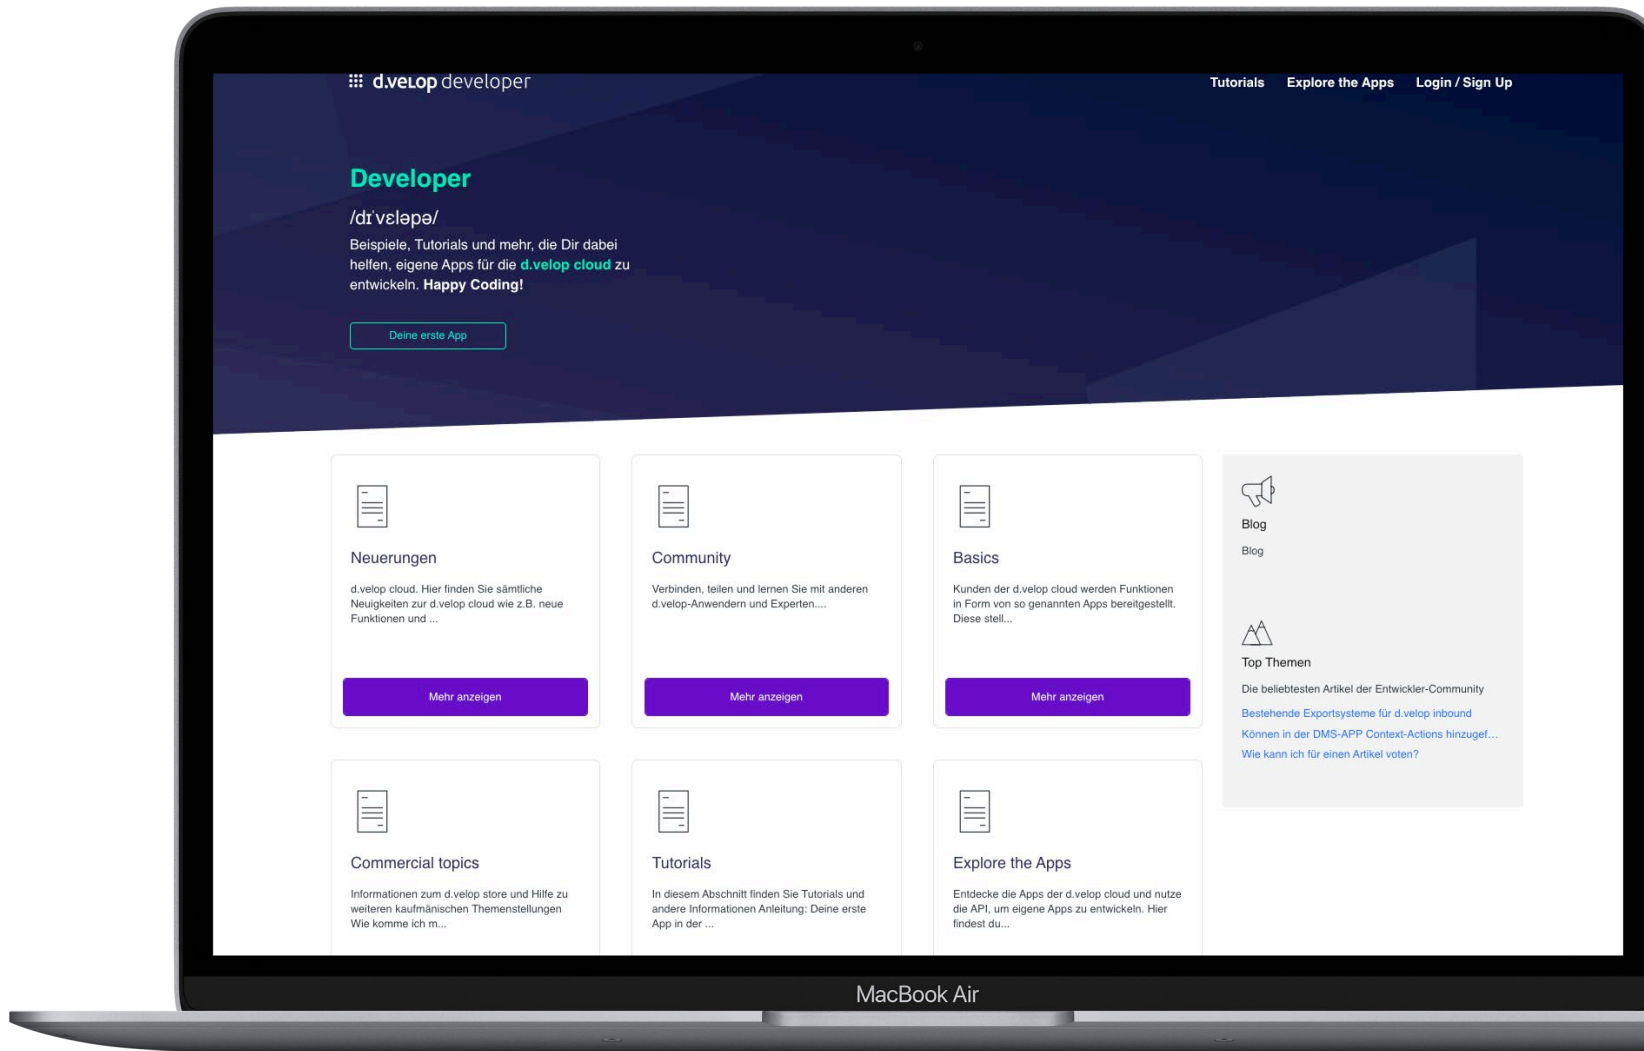 d.velop developer
Tutorials Explore the Apps Login / Sign Up
Developer
/dɪˈvɛləpə/
Beispiele, Tutorials und mehr, die Dir dabei
helfen, eigene Apps für die d.velop cloud zu
entwickeln. Happy Coding!
Deine erste App
Neuerungen
d.velop cloud. Hier finden Sie sämtliche
Neuigkeiten zur d.velop cloud wie z.B. neue
Funktionen und ...
Mehr anzeigen
Community
Verbinden, teilen und lernen Sie mit anderen
d.velop-Anwendern und Experten....
Mehr anzeigen
Basics
Kunden der d.velop cloud werden Funktionen
in Form von so genannten Apps bereitgestellt.
Diese stell...
Mehr anzeigen
Blog
Blog
Top Themen
Die beliebtesten Artikel der Entwickler-Community
Bestehende Exportsysteme für d.velop inbound
Können in der DMS-APP Context-Actions hinzugef...
Wie kann ich für einen Artikel voten?
Commercial topics
Informationen zum d.velop store und Hilfe zu
weiteren kaufmänischen Themenstellungen
Wie komme ich m...
Tutorials
In diesem Abschnitt finden Sie Tutorials und
andere Informationen Anleitung: Deine erste
App in der ...
Explore the Apps
Entdecke die Apps der d.velop cloud und nutze
die API, um eigene Apps zu entwickeln. Hier
findest du...
MacBook Air